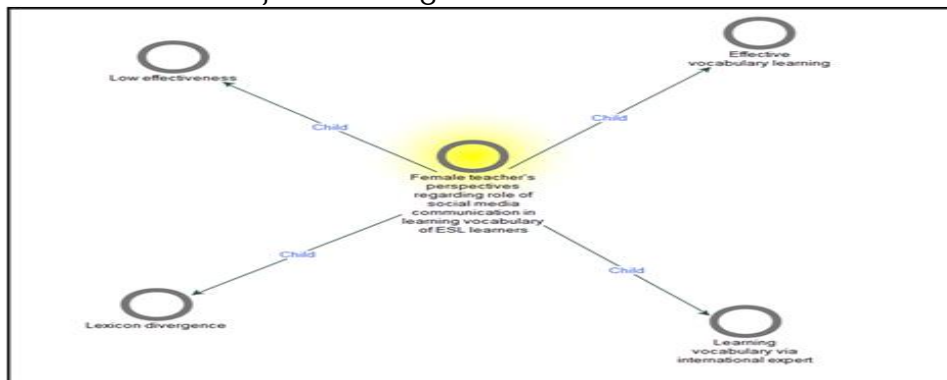 Low effectiveness
Effective
vocabulary learning
Child
Child
Female teacher's
perspectives
regarding role of
social media
communication in
learning vocabulary
of ESL learners
Child
Child
Lexicon divergence
Learning
vocabulary via
international expert